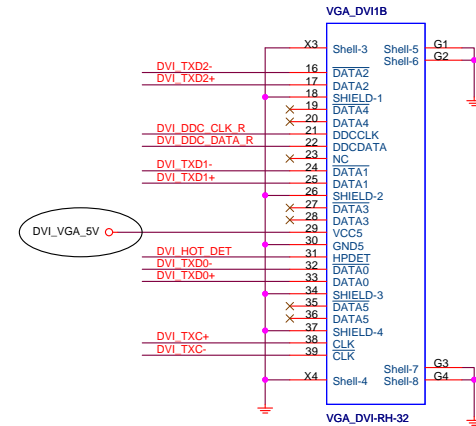 VGA_DVI1B
X3 Shell-3 Shell-5 G1
Shell-6 G2
DVI_TXD2- 16 DATA2
DVI_TXD2+ 17 DATA2
18 SHIELD-1
19 DATA4
20 DATA4
DVI_DDC_CLK_R 21 DDCCLK
DVI_DDC_DATA_R 22 DDCDATA
23 NC
DVI_TXD1- 24 DATA1
DVI_TXD1+ 25 DATA1
26 SHIELD-2
27 DATA3
28 DATA3
DVI_VGA_5V 29 VCC5
30 GND5
DVI_HOT_DET 31 HPDET
DVI_TXD0- 32 DATA0
DVI_TXD0+ 33 DATA0
34 SHIELD-3
35 DATA5
36 DATA5
37 SHIELD-4
DVI_TXC+ 38 CLK
DVI_TXC- 39 CLK
Shell-7 G3
X4 Shell-4 Shell-8 G4
VGA_DVI-RH-32